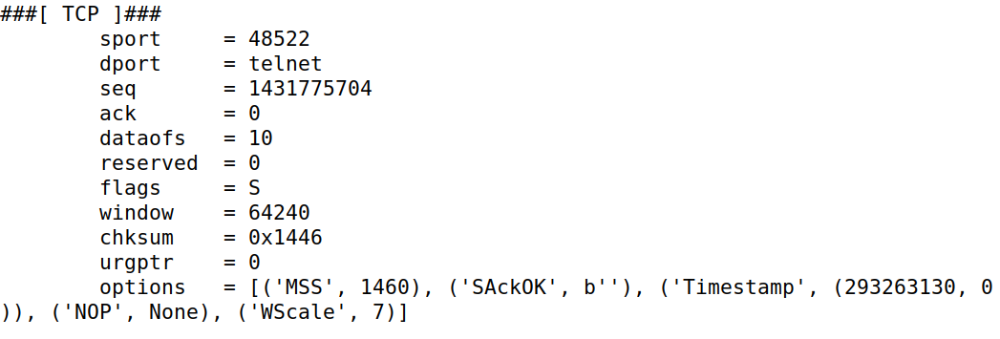 ###[ TCP ]###
        sport     = 48522
        dport     = telnet
        seq       = 1431775704
        ack       = 0
        dataofs   = 10
        reserved  = 0
        flags     = S
        window    = 64240
        chksum    = 0x1446
        urgptr    = 0
        options   = [('MSS', 1460), ('SAckOK', b''), ('Timestamp', (293263130, 0
)), ('NOP', None), ('WScale', 7)]